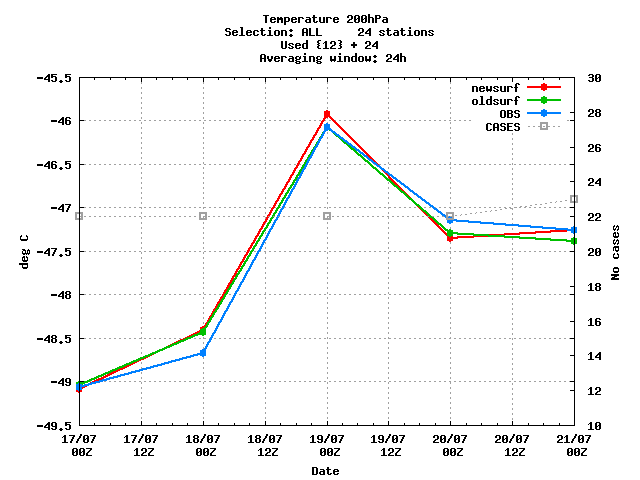 Temperature 200hPa
Selection: ALL 24 stations
Used {12} + 24
Averaging window: 24h
newsurf
oldsurf
OBS
CASES
deg C
-45.5
-46
-46.5
-47
-47.5
-48
-48.5
-49
-49.5
No cases
30
28
26
24
22
20
18
16
14
12
10
17/07 17/07 18/07 18/07 19/07 19/07 20/07 20/07 21/07
00Z 12Z 00Z 12Z 00Z 12Z 00Z 12Z 00Z
Date